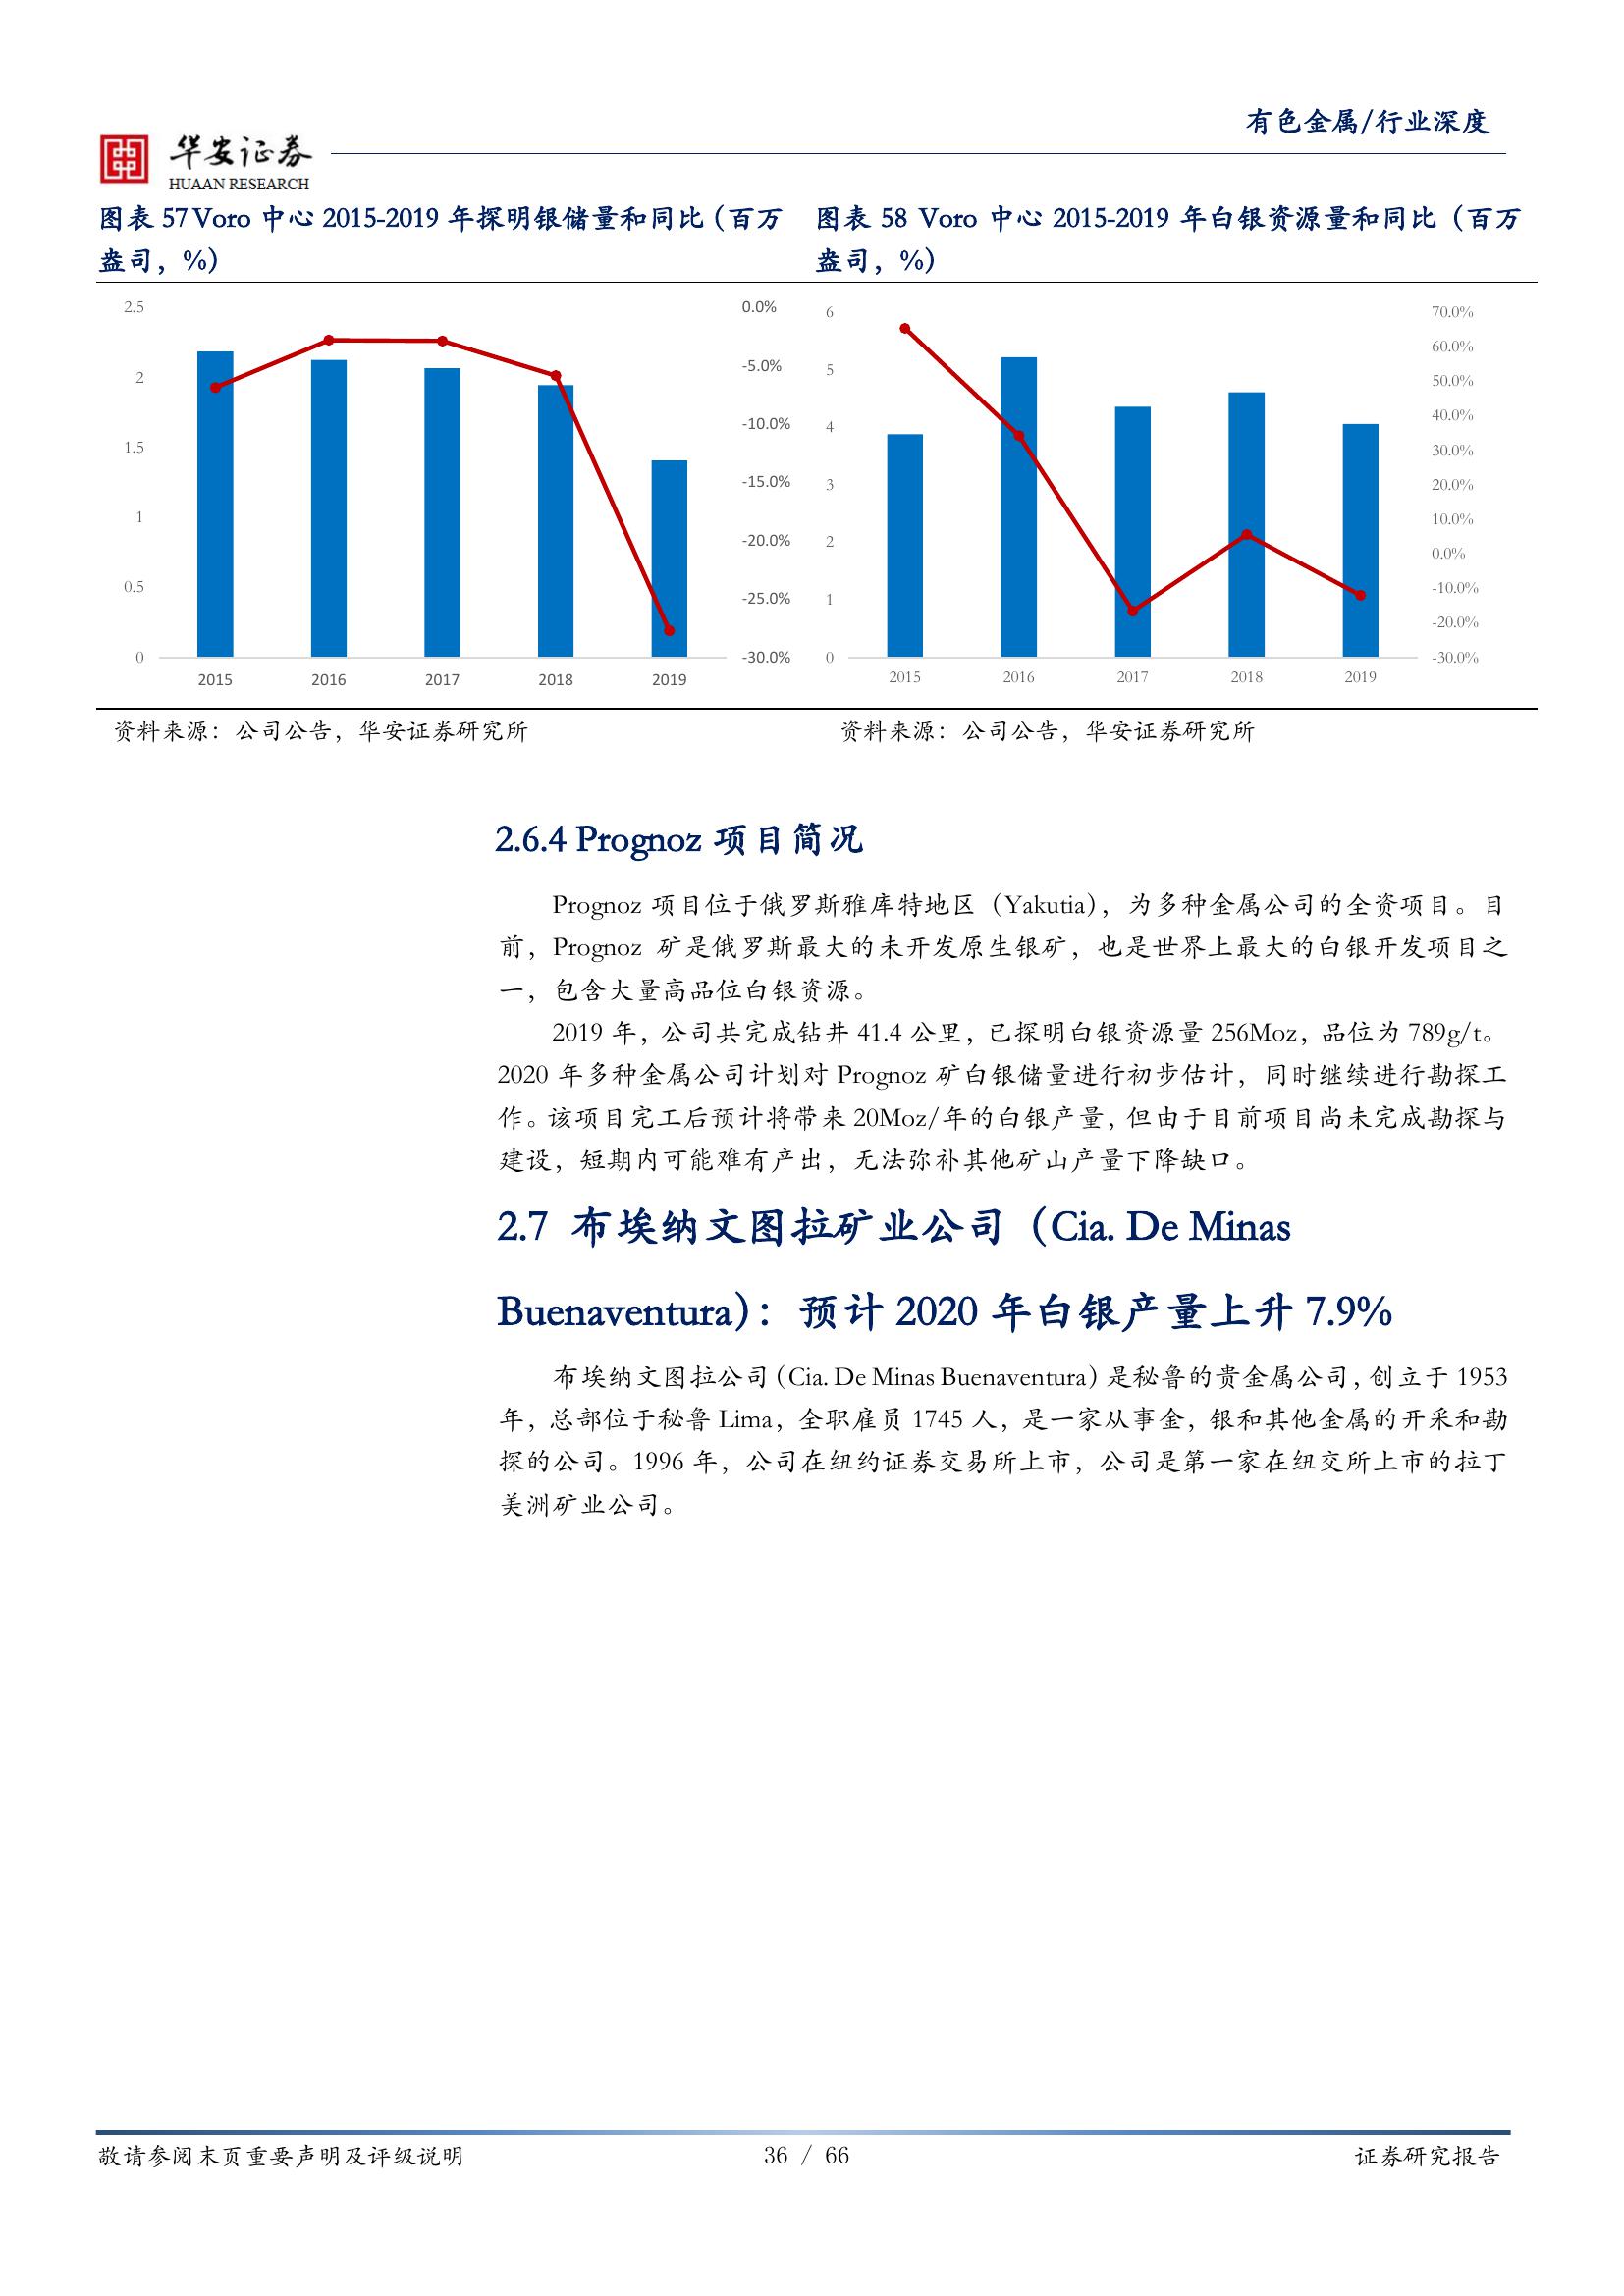 有色金属/行业深度
华安证券
HUAAN RESEARCH
图表 57 Voro 中心 2015-2019 年探明银储量和同比（百万
盎司，%）
2.5
2
1.5
1
0.5
0
0.0%
-5.0%
-10.0%
-15.0%
-20.0%
-25.0%
-30.0%
2015 2016 2017 2018 2019
资料来源：公司公告，华安证券研究所
图表 58 Voro 中心 2015-2019 年白银资源量和同比（百万
盎司，%）
6
5
4
3
2
1
0
70.0%
60.0%
50.0%
40.0%
30.0%
20.0%
10.0%
0.0%
-10.0%
-20.0%
-30.0%
2015 2016 2017 2018 2019
资料来源：公司公告，华安证券研究所
2.6.4 Prognoz 项目简况
Prognoz 项目位于俄罗斯雅库特地区（Yakutia），为多种金属公司的全资项目。目
前，Prognoz 矿是俄罗斯最大的未开发原生银矿，也是世界上最大的白银开发项目之
一，包含大量高品位白银资源。
2019 年，公司共完成钻井 41.4 公里，已探明白银资源量 256Moz，品位为 789g/t。
2020 年多种金属公司计划对 Prognoz 矿白银储量进行初步估计，同时继续进行勘探工
作。该项目完工后预计将带来 20Moz/年的白银产量，但由于目前项目尚未完成勘探与
建设，短期内可能难有产出，无法弥补其他矿山产量下降缺口。
2.7 布埃纳文图拉矿业公司（Cia. De Minas
Buenaventura）：预计 2020 年白银产量上升 7.9%
布埃纳文图拉公司（Cia. De Minas Buenaventura）是秘鲁的贵金属公司，创立于 1953
年，总部位于秘鲁 Lima，全职雇员 1745 人，是一家从事金，银和其他金属的开采和勘
探的公司。1996 年，公司在纽约证券交易所上市，公司是第一家在纽交所上市的拉丁
美洲矿业公司。
敬请参阅末页重要声明及评级说明
36 / 66
证券研究报告